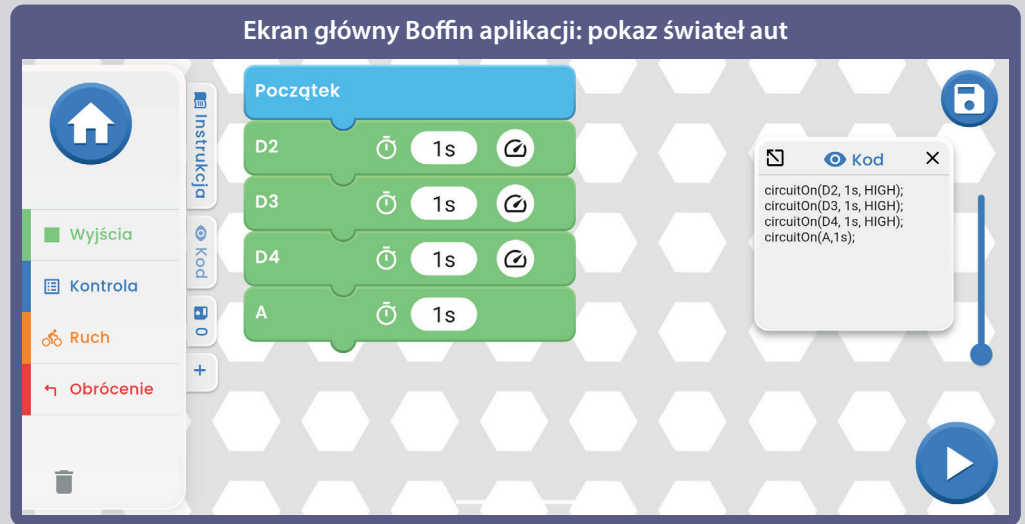 Ekran główny Boffin aplikacji: pokaz świateł aut
Wyjścia
Kontrola
Ruch
Obrócenie
Instrukcja
Kod
0
+
Początek
D2 1s
D3 1s
D4 1s
A 1s
Kod
circuitOn(D2, 1s, HIGH);
circuitOn(D3, 1s, HIGH);
circuitOn(D4, 1s, HIGH);
circuitOn(A,1s);